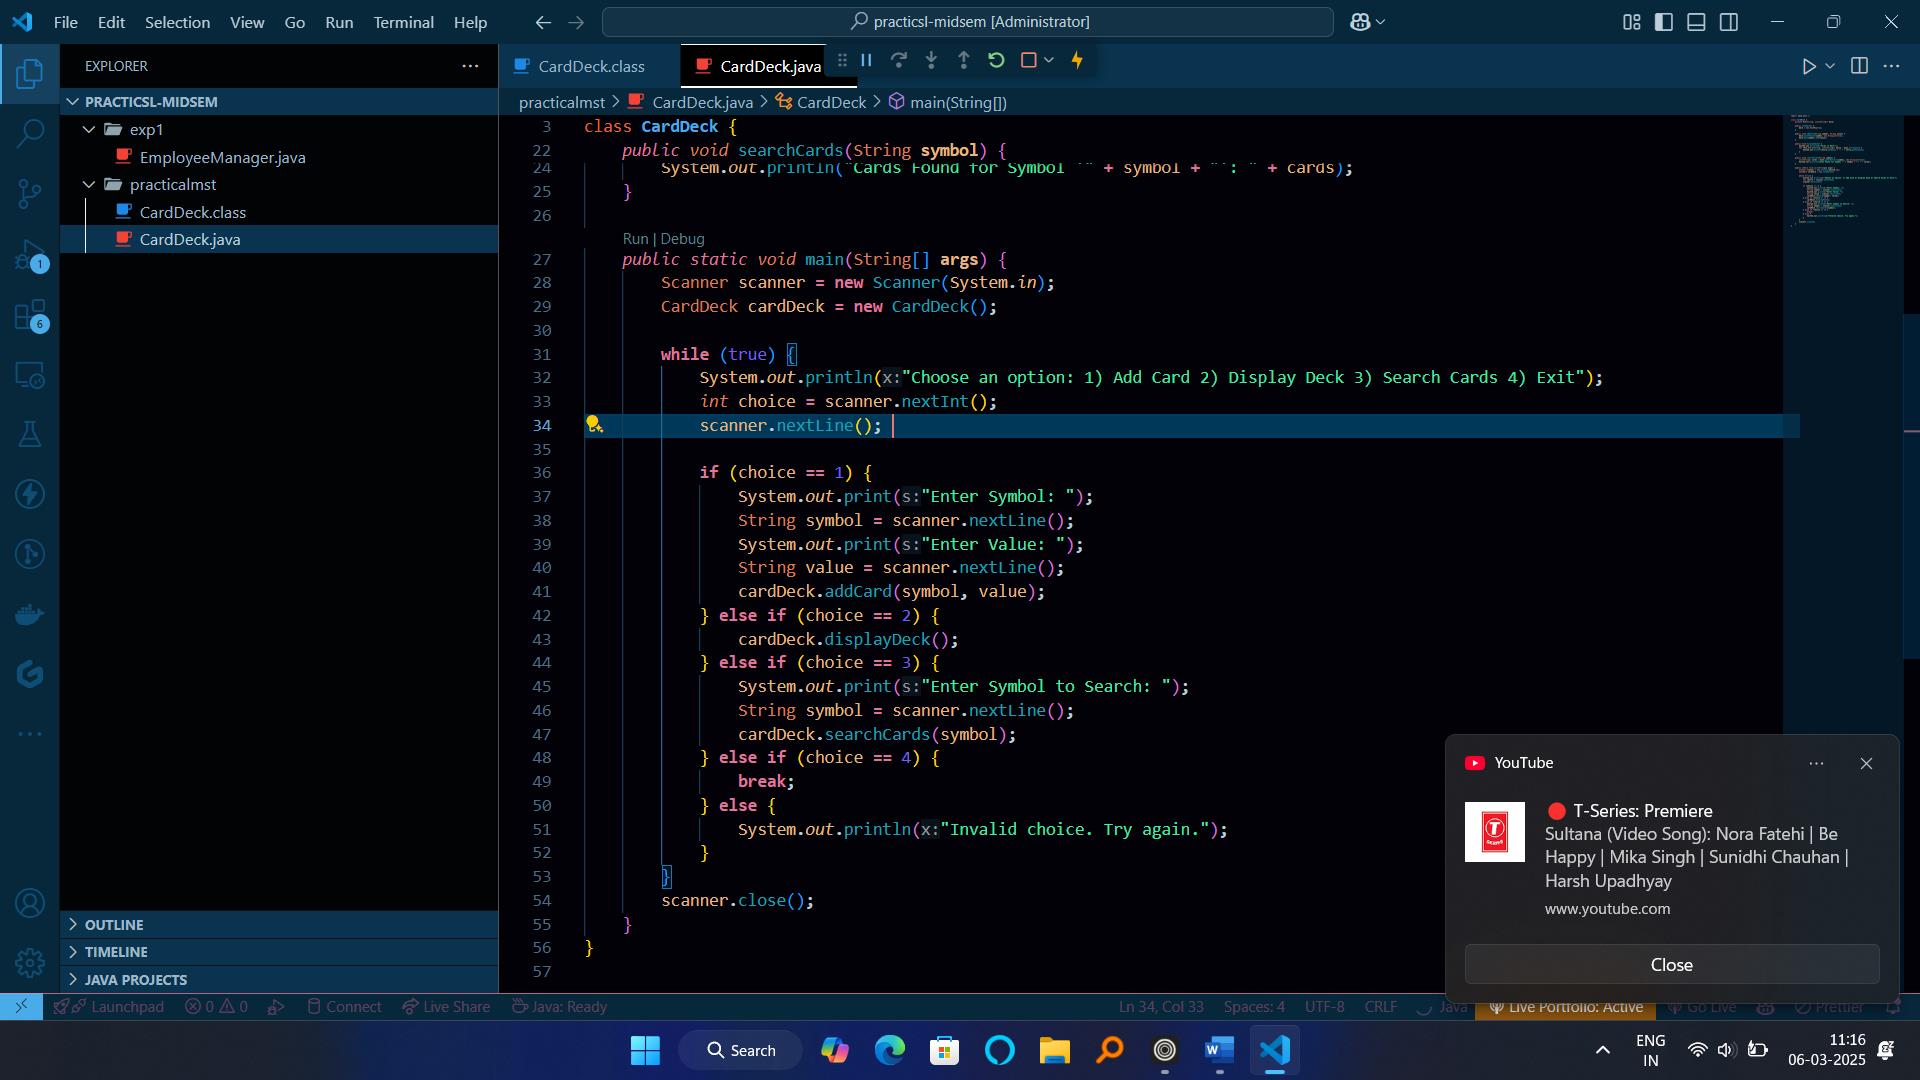 File Edit Selection View Go Run Terminal Help
practicsl-midsem [Administrator]
EXPLORER
PRACTICSL-MIDSEM
exp1
EmployeeManager.java
practicalmst
CardDeck.class
CardDeck.java
OUTLINE
TIMELINE
JAVA PROJECTS
1
6
CardDeck.class
CardDeck.java
practicalmst > CardDeck.java > CardDeck > main(String[])
3 class CardDeck {
22 public void searchCards(String symbol) {
24 System.out.println("Cards Found for Symbol '" + symbol + "': " + cards);
25 }
26
Run | Debug
27 public static void main(String[] args) {
28 Scanner scanner = new Scanner(System.in);
29 CardDeck cardDeck = new CardDeck();
30
31 while (true) {
32 System.out.println(x:"Choose an option: 1) Add Card 2) Display Deck 3) Search Cards 4) Exit");
33 int choice = scanner.nextInt();
34 scanner.nextLine();
35
36 if (choice == 1) {
37 System.out.print(s:"Enter Symbol: ");
38 String symbol = scanner.nextLine();
39 System.out.print(s:"Enter Value: ");
40 String value = scanner.nextLine();
41 cardDeck.addCard(symbol, value);
42 } else if (choice == 2) {
43 cardDeck.displayDeck();
44 } else if (choice == 3) {
45 System.out.print(s:"Enter Symbol to Search: ");
46 String symbol = scanner.nextLine();
47 cardDeck.searchCards(symbol);
48 } else if (choice == 4) {
49 break;
50 } else {
51 System.out.println(x:"Invalid choice. Try again.");
52 }
53 }
54 scanner.close();
55 }
56 }
57
YouTube
T-Series: Premiere
Sultana (Video Song): Nora Fatehi | Be
Happy | Mika Singh | Sunidhi Chauhan |
Harsh Upadhyay
www.youtube.com
Close
Launchpad 0 0 Connect Live Share Java: Ready
Ln 34, Col 33 Spaces: 4 UTF-8 CRLF Java Live Portfolio: Active Go Live Prettier
Search
ENG
IN
11:16
06-03-2025